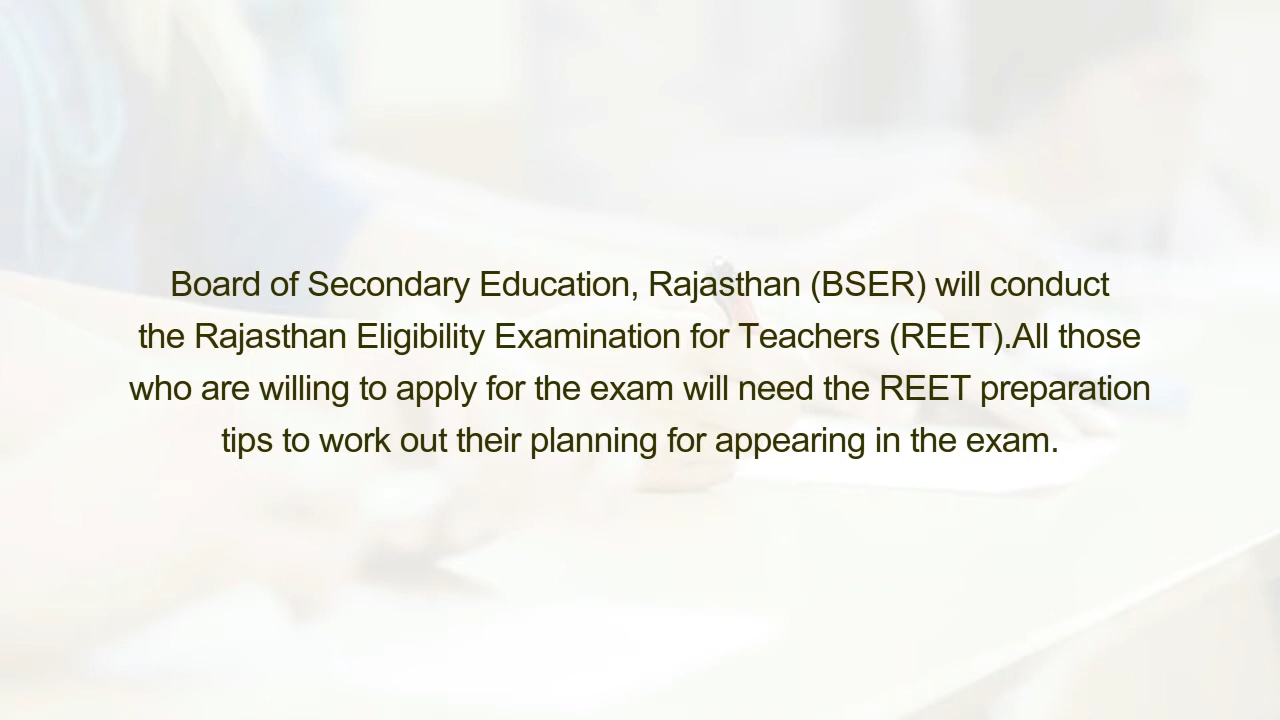 Board of Secondary Education, Rajasthan (BSER) will conduct
the Rajasthan Eligibility Examination for Teachers (REET).All those
who are willing to apply for the exam will need the REET preparation
tips to work out their planning for appearing in the exam.